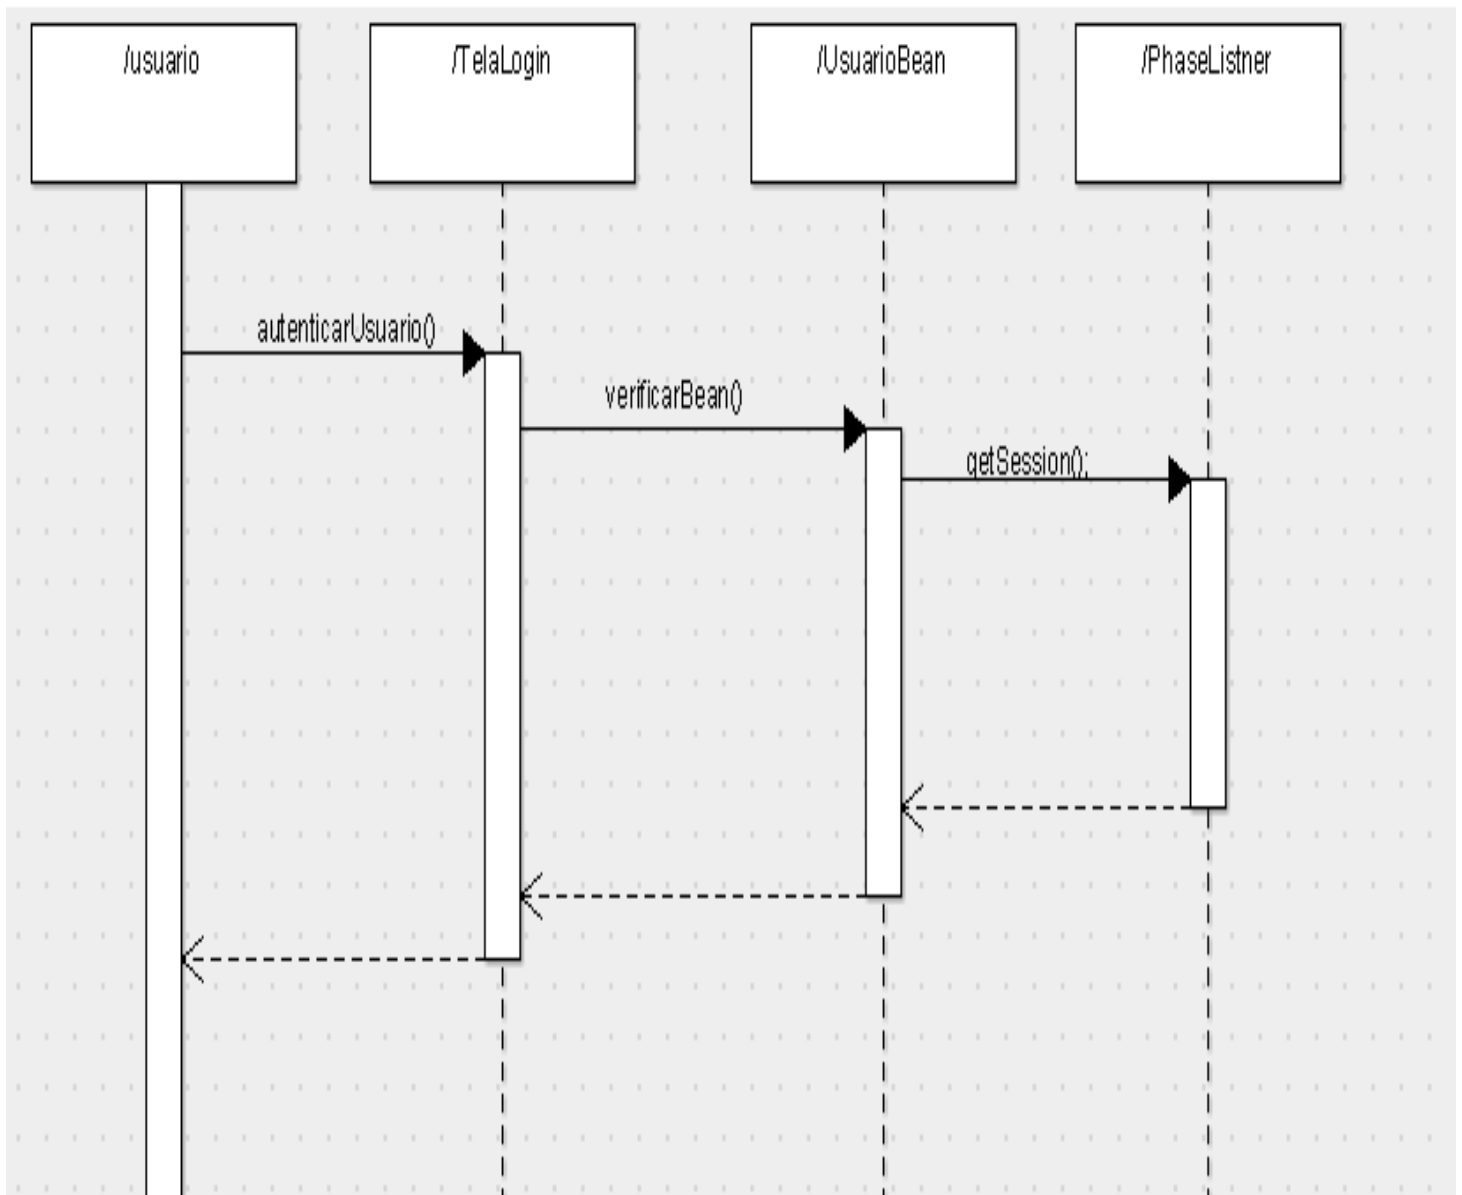 /usuario
/TelaLogin
/UsuarioBean
/PhaseListner
autenticarUsuario()
verificarBean()
getSession();